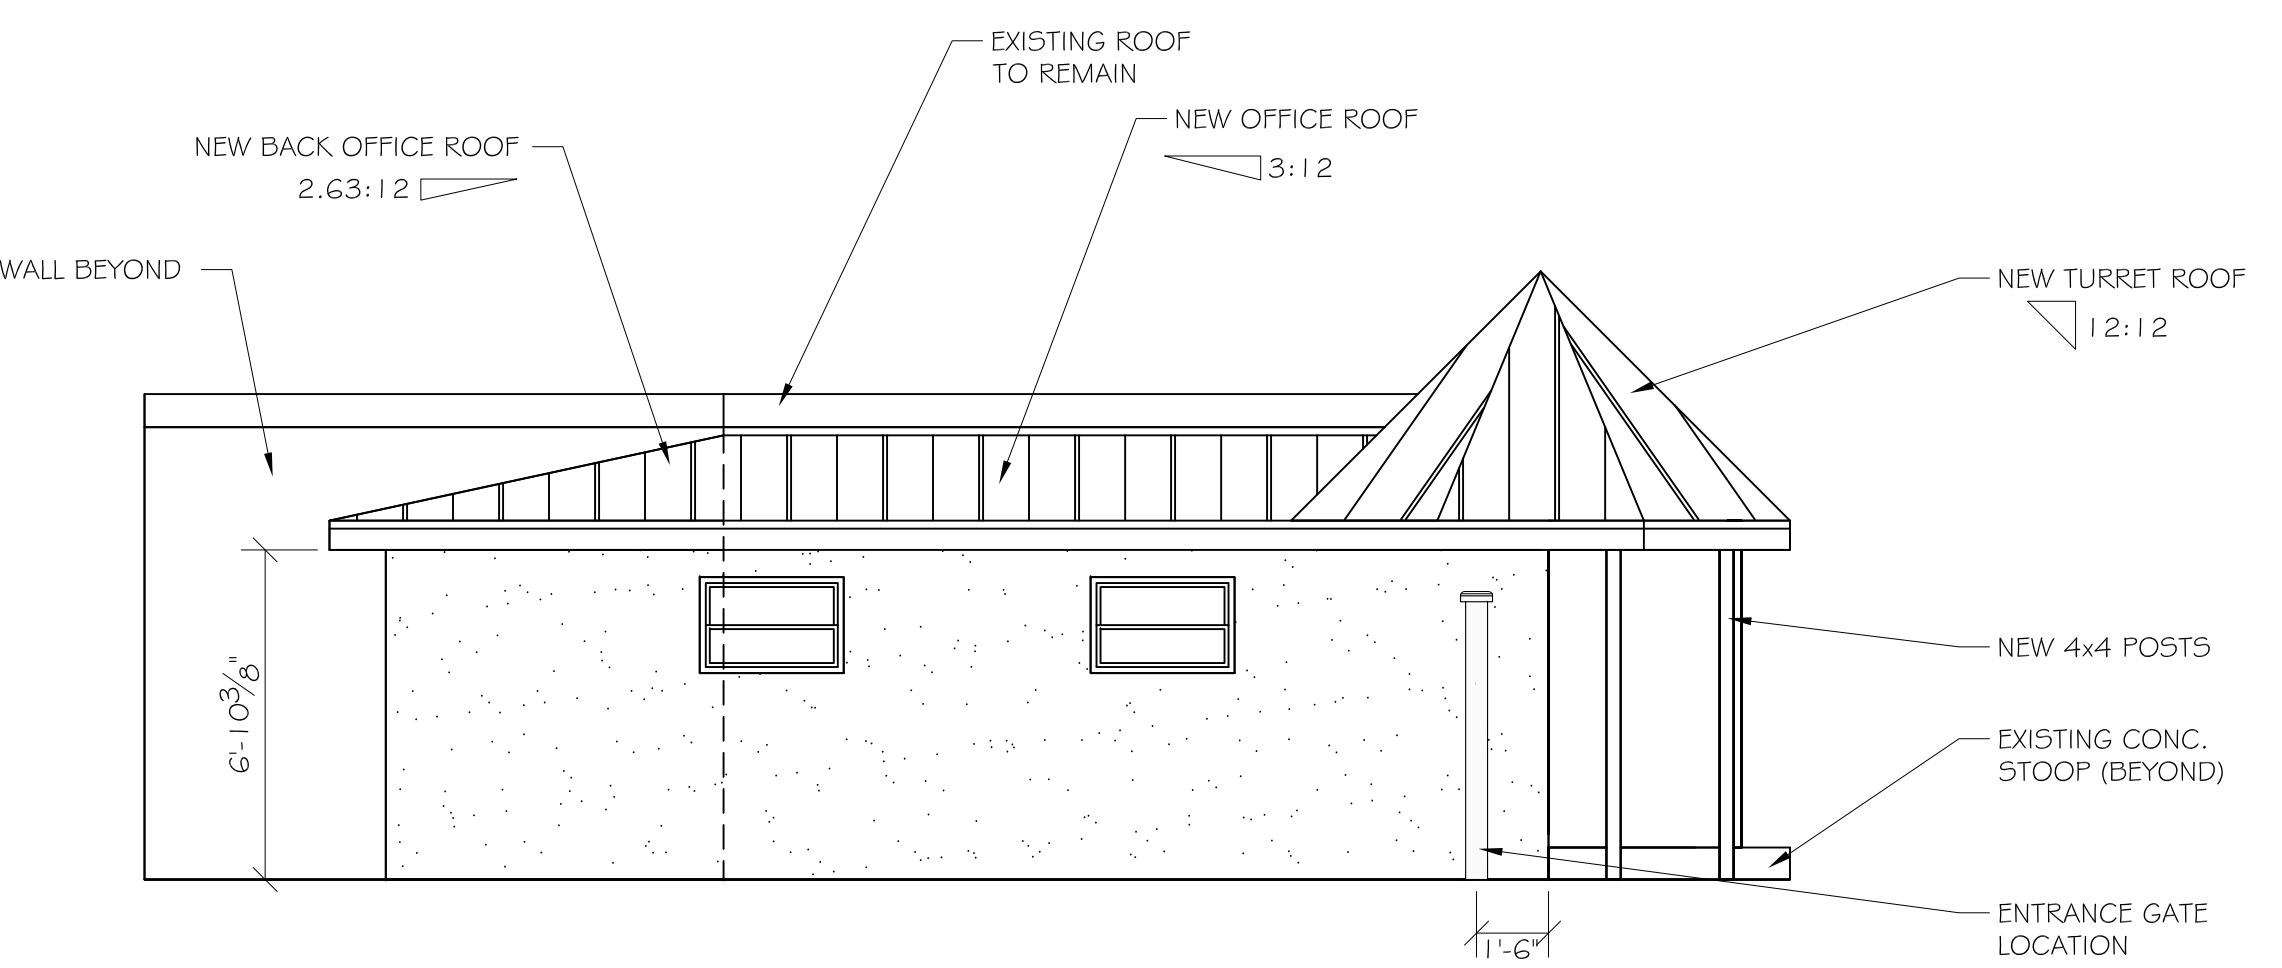 EXISTING ROOF
TO REMAIN
NEW OFFICE ROOF
3:12
NEW BACK OFFICE ROOF
2.63:12
WALL BEYOND
NEW TURRET ROOF
12:12
6'-10 3/8"
NEW 4x4 POSTS
EXISTING CONC.
STOOP (BEYOND)
ENTRANCE GATE
LOCATION
1'-6"